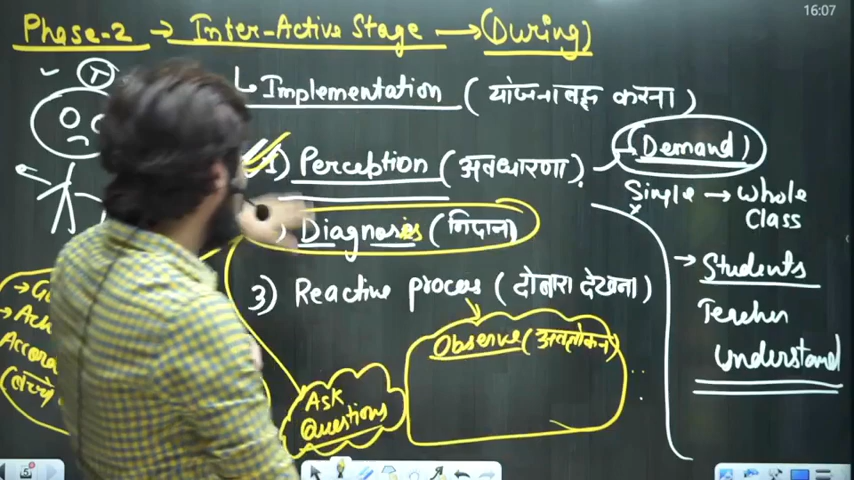 16:07
Phase-2 → Inter-Active Stage → (During)
T
Implementation (योजनाबद्ध करना)
1) Perception (अवधारणा)
(Demand)
Simple → Whole Class
) Diagnosis (निदान)
→ Students
3) Reactive process (दोबारा देखना)
Teacher
Understand
Observe (अवलोकन)
Ask
Questions